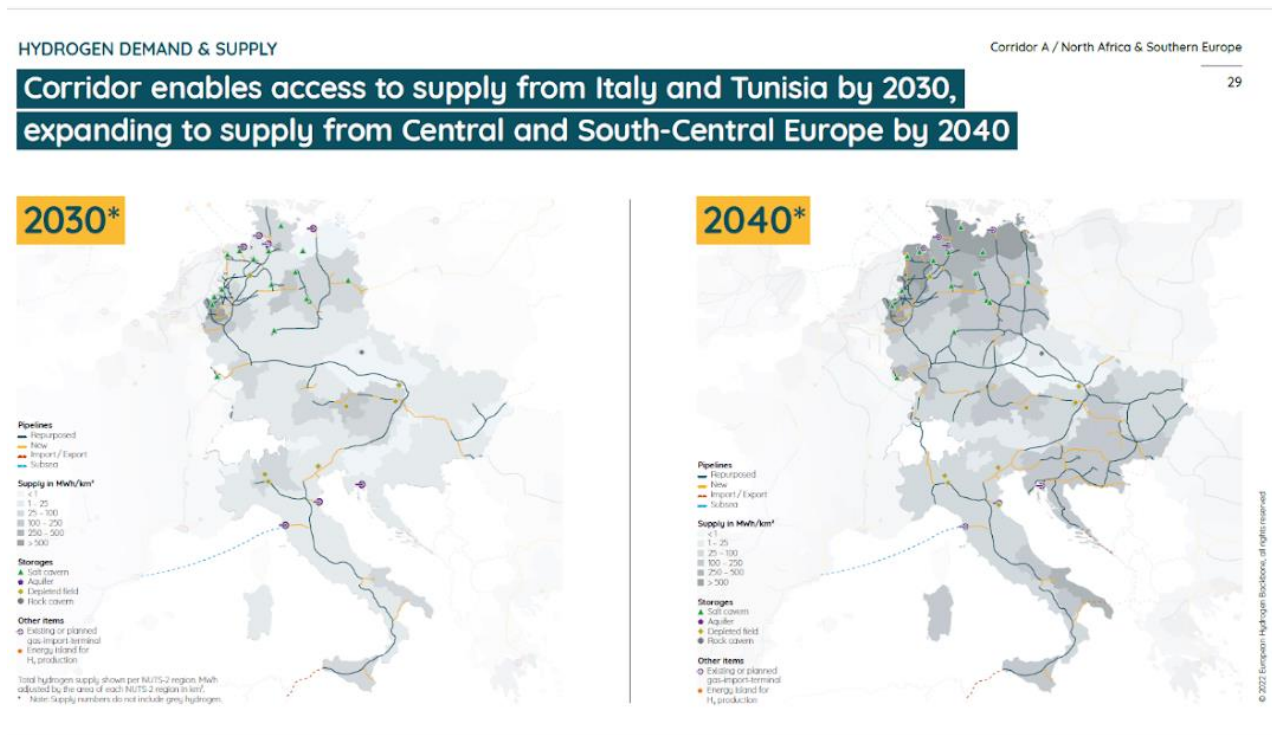 HYDROGEN DEMAND & SUPPLY
Corridor A / North Africa & Southern Europe
29
Corridor enables access to supply from Italy and Tunisia by 2030,
expanding to supply from Central and South-Central Europe by 2040
2030*
Pipelines
Repurposed
New
Import / Export
Subsea
Supply in MWh/km²
< 1
1 - 25
25 - 100
100 - 250
250 - 500
> 500
Storages
Salt cavern
Aquifer
Depleted field
Rock cavern
Other items
Existing or planned
gas-import-terminal
Energy Island for
H₂ production
Total hydrogen supply shown per NUTS-2 region. MWh
adjusted by the area of each NUTS-2 region in km².
* Note: Supply numbers do not include grey hydrogen.
2040*
Pipelines
Repurposed
New
Import / Export
Subsea
Supply in MWh/km²
< 1
1 - 25
25 - 100
100 - 250
250 - 500
> 500
Storages
Salt cavern
Aquifer
Depleted field
Rock cavern
Other items
Existing or planned
gas-import-terminal
Energy Island for
H₂ production
© 2022 European Hydrogen Backbone, all rights reserved